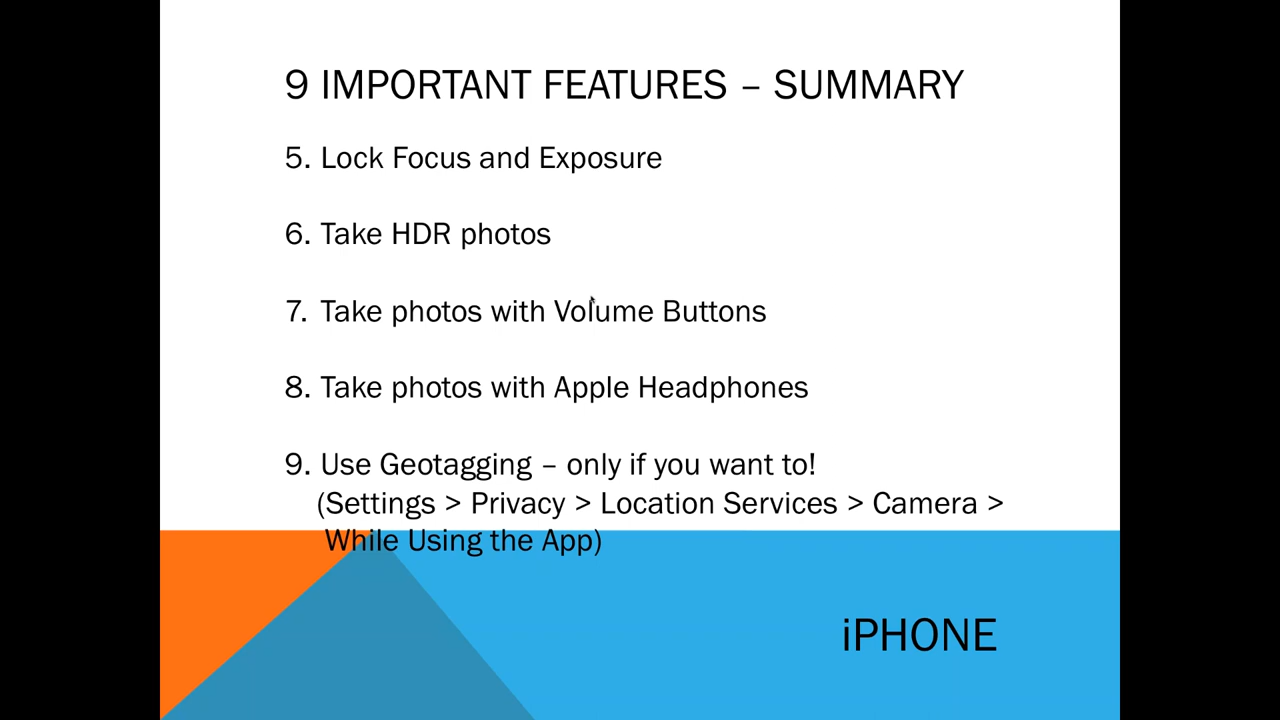 9 IMPORTANT FEATURES – SUMMARY
5. Lock Focus and Exposure
6. Take HDR photos
7. Take photos with Volume Buttons
8. Take photos with Apple Headphones
9. Use Geotagging – only if you want to!
(Settings > Privacy > Location Services > Camera >
While Using the App)
iPHONE